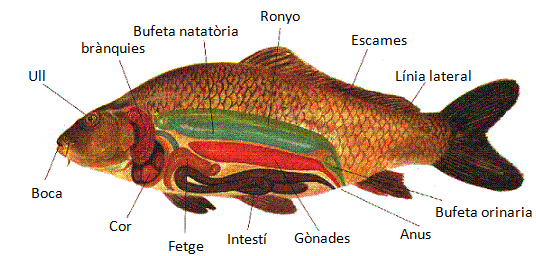 Ronyo
Bufeta natatòria
brànquies
Escames
Ull
Línia lateral
Boca
Bufeta orinaria
Cor
Anus
Fetge
Intestí
Gònades